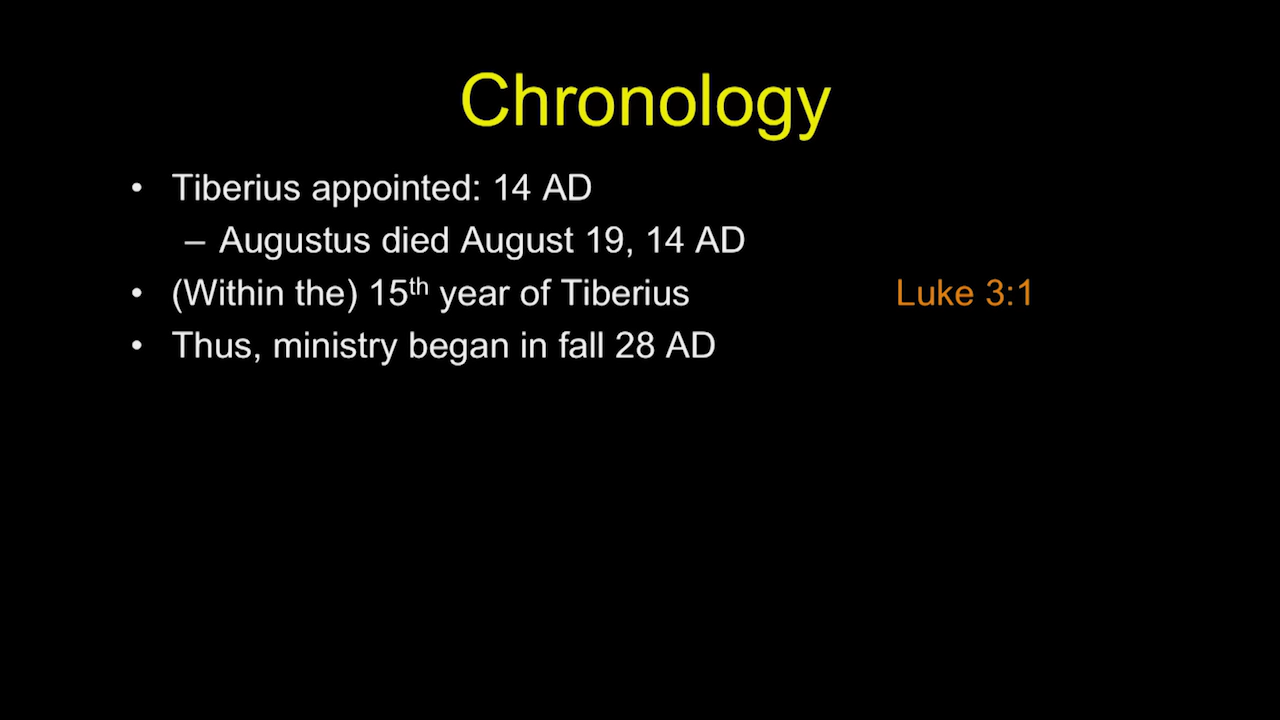 Chronology
• Tiberius appointed: 14 AD
– Augustus died August 19, 14 AD
• (Within the) 15th year of Tiberius Luke 3:1
• Thus, ministry began in fall 28 AD